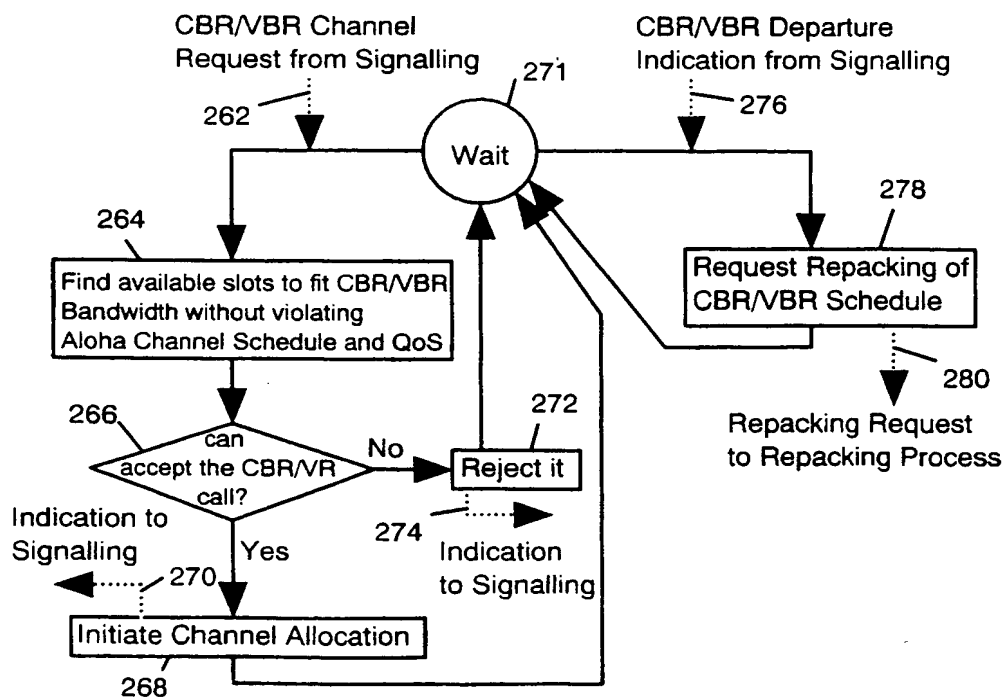 CBR/VBR Channel
Request from Signalling
262
271
Wait
CBR/VBR Departure
Indication from Signalling
276
264
Find available slots to fit CBR/VBR
Bandwidth without violating
Aloha Channel Schedule and QoS
278
Request Repacking of
CBR/VBR Schedule
280
Repacking Request
to Repacking Process
266
can
accept the CBR/VR
call?
No
272
Reject it
274
Indication
to Signalling
Indication to
Signalling
270
Yes
Initiate Channel Allocation
268